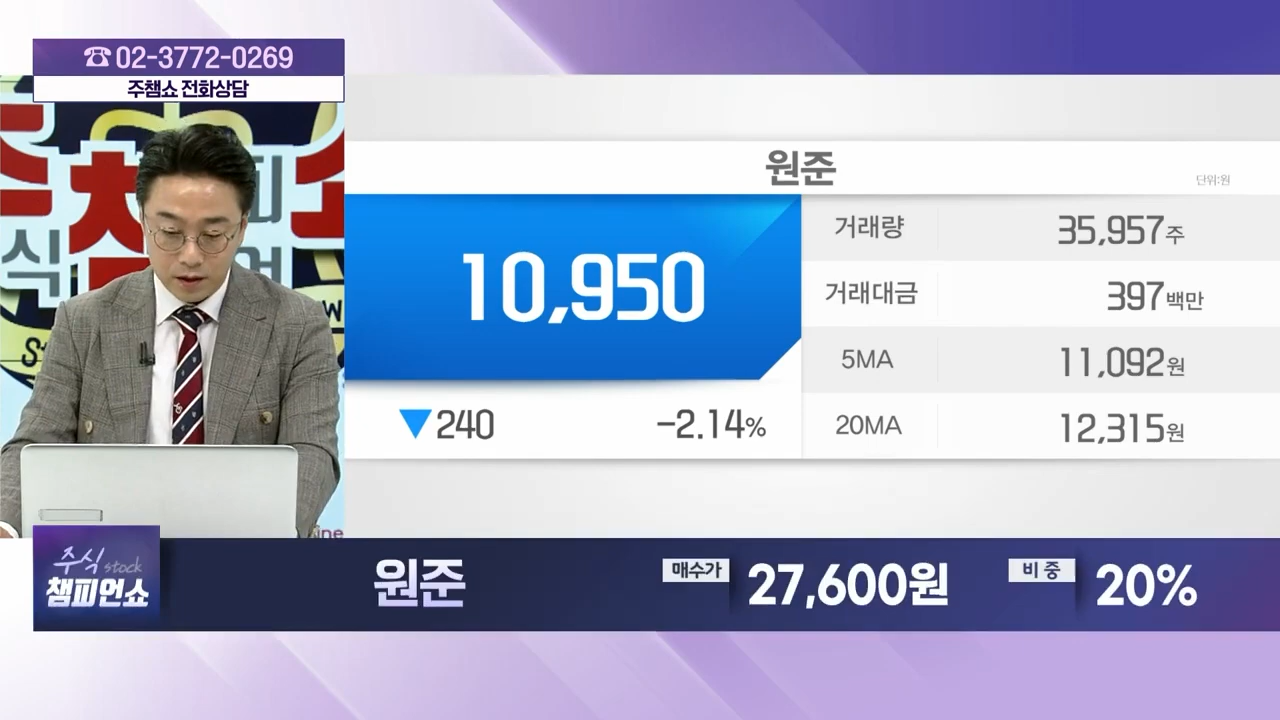 ☎02-3772-0269
주챔쇼 전화상담
원준
단위:원
10,950
▼240 -2.14%
거래량 35,957주
거래대금 397백만
5MA 11,092원
20MA 12,315원
주식 stock
챔피언쇼
원준 매수가 27,600원 비중 20%